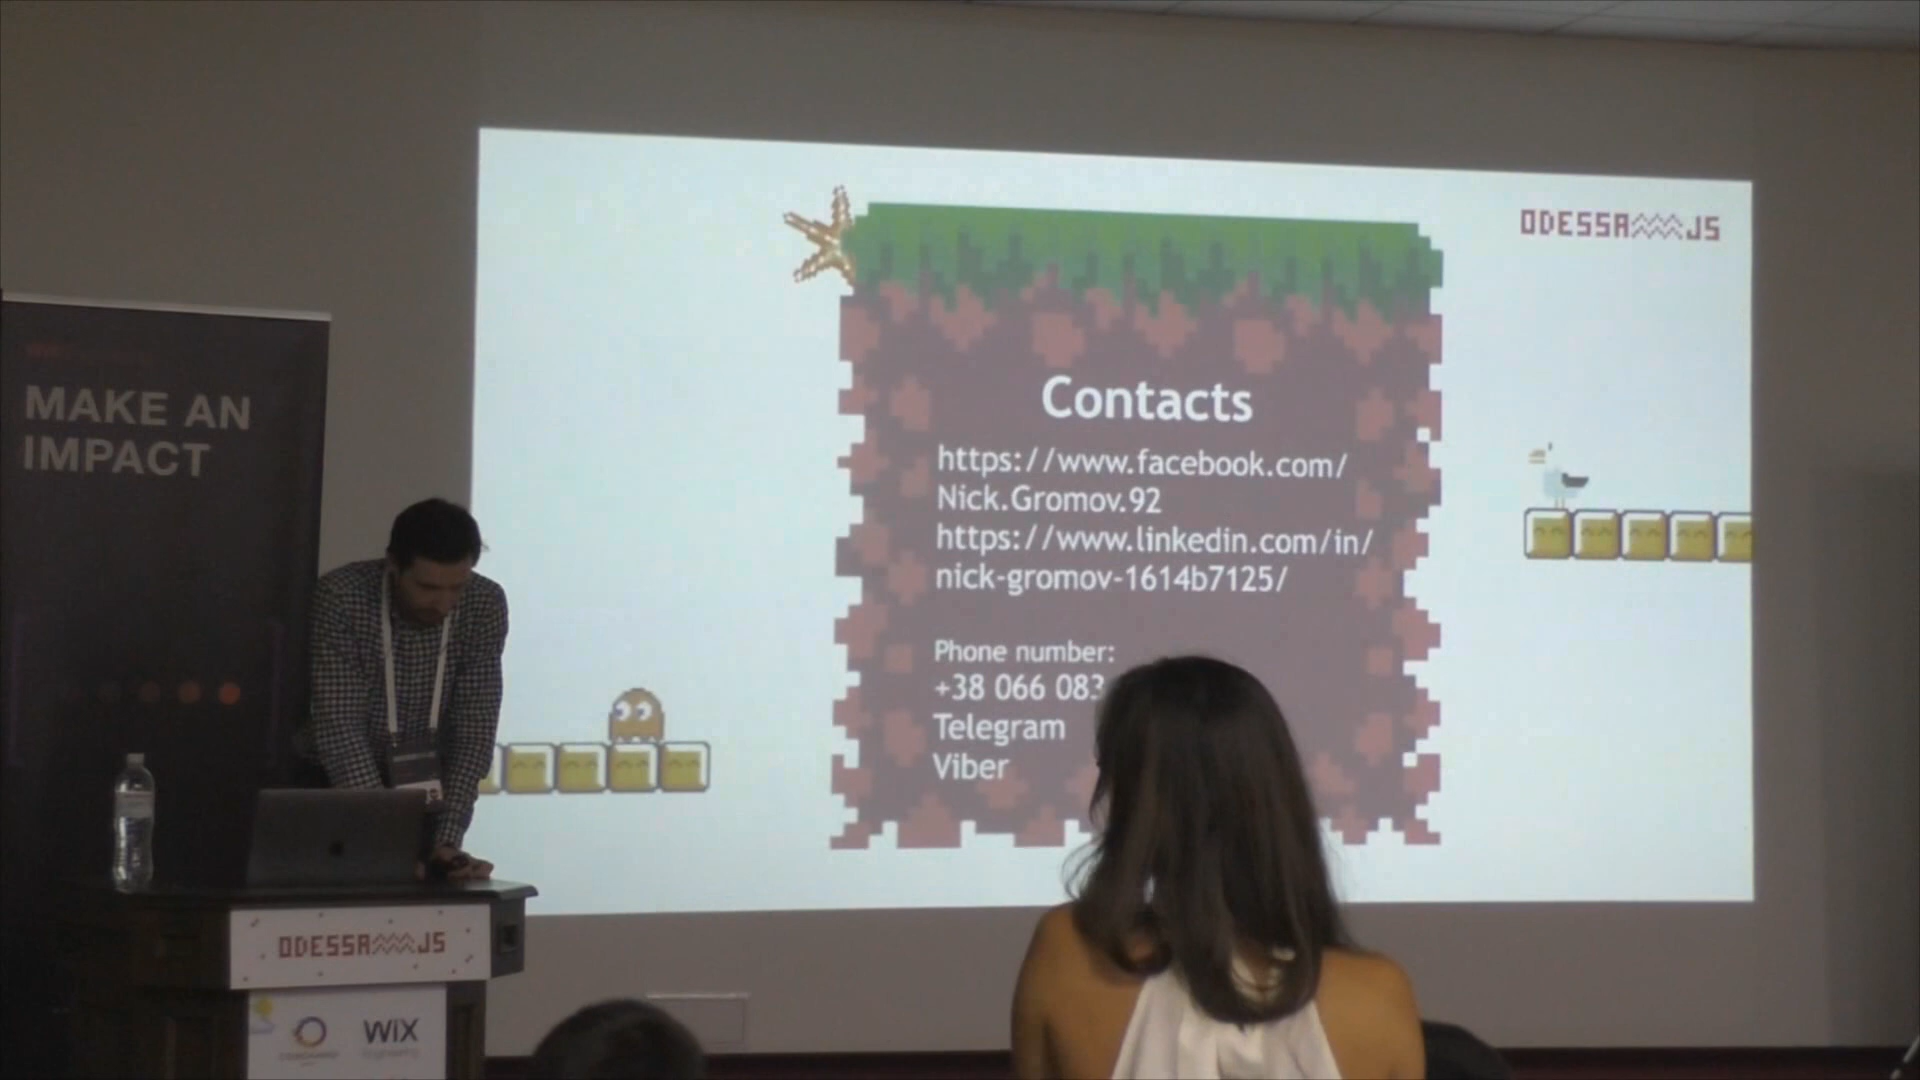 ODESSA JS
MAKE AN
IMPACT
Contacts
https://www.facebook.com/
Nick.Gromov.92
https://www.linkedin.com/in/
nick-gromov-1614b7125/
Phone number:
+38 066 083
Telegram
Viber
ODESSA JS
WIX
engineering